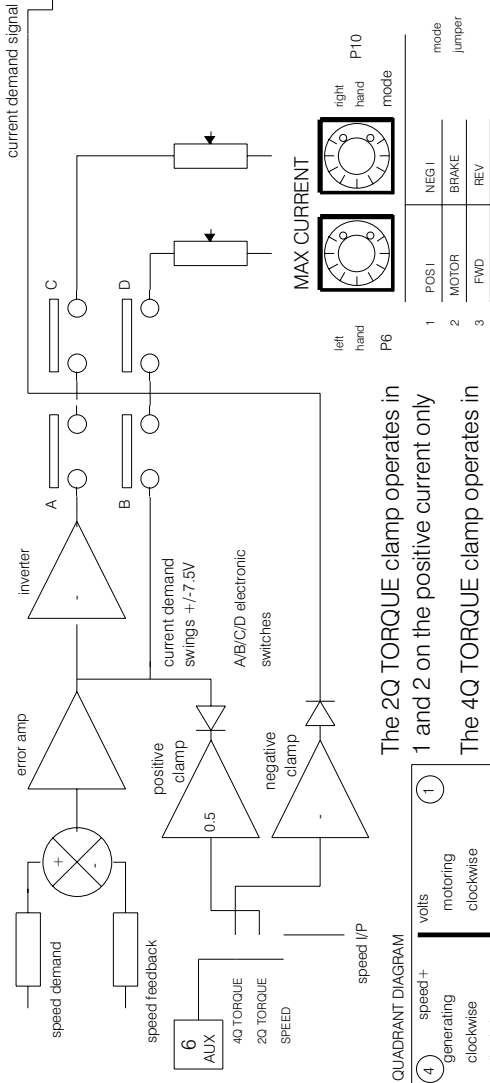 current demand signal
C
D
A
B
inverter
error amp
+
-
-
speed demand
speed feedback
current demand
swings +/-7.5V
A/B/C/D electronic
switches
positive
clamp
0.5
negative
clamp
-
6
AUX
4Q TORQUE
2Q TORQUE
SPEED
speed I/P
MAX CURRENT
left
hand
P6
right
hand
P10
mode
1 POS I NEG I
2 MOTOR BRAKE
3 FWD REV
mode
jumper
The 2Q TORQUE clamp operates in
1 and 2 on the positive current only
The 4Q TORQUE clamp operates in
QUADRANT DIAGRAM
4 speed+ volts 1
generating motoring
clockwise clockwise